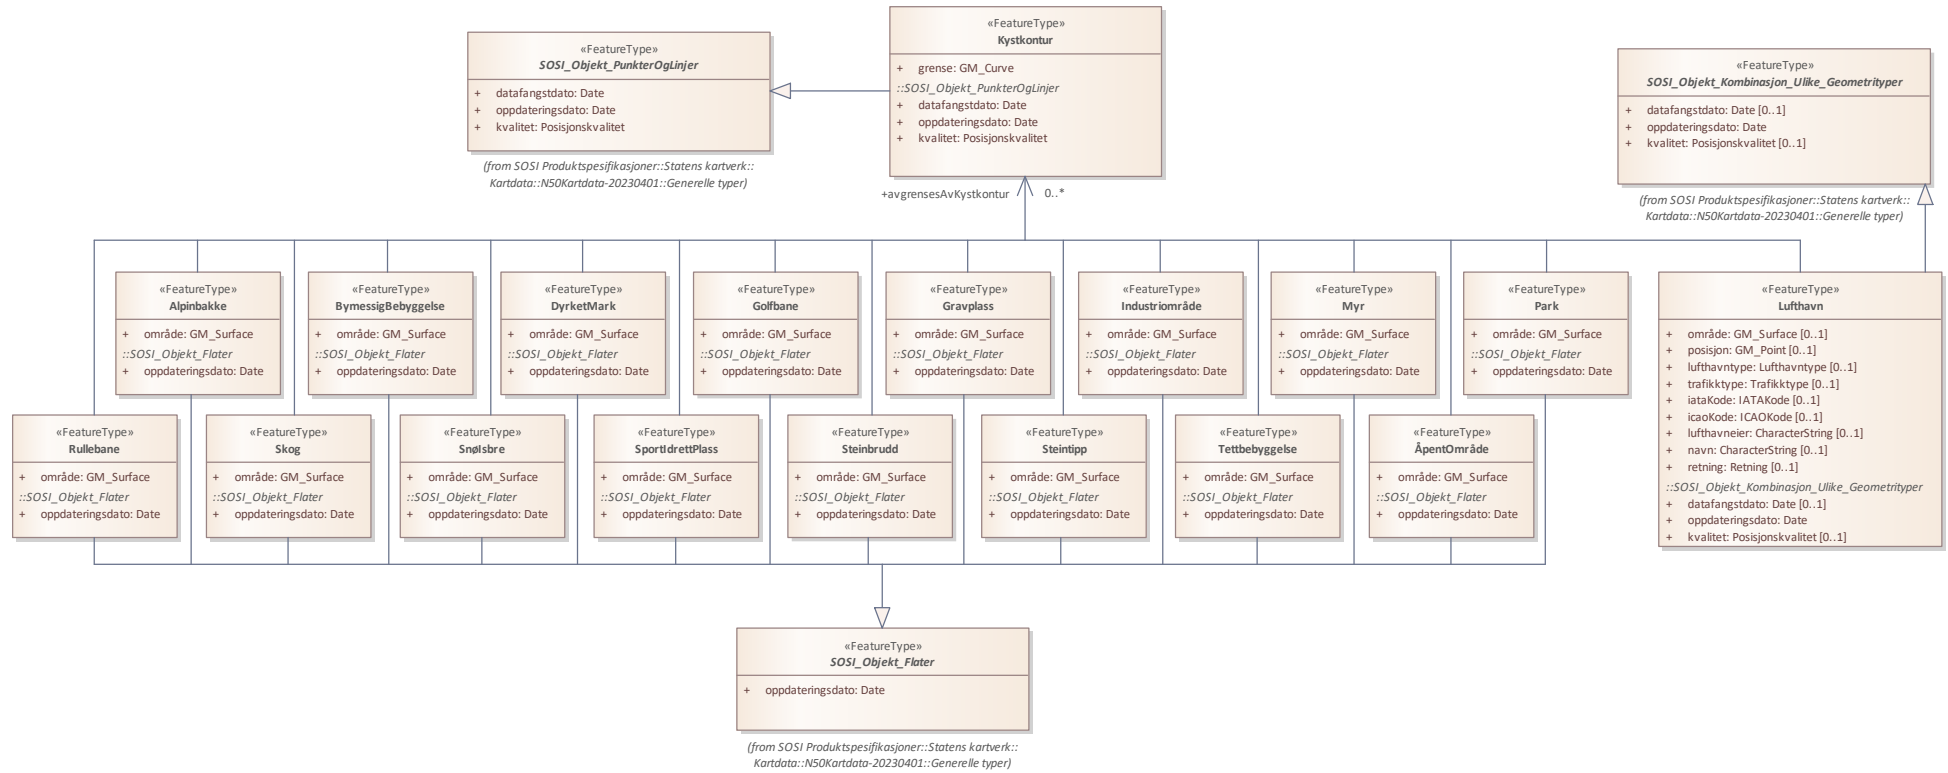 «FeatureType»
SOSI_Objekt_PunkterOgLinjer
+ datafangstdato: Date
+ oppdateringsdato: Date
+ kvalitet: Posisjonskvalitet
(from SOSI Produktspesifikasjoner::Statens kartverk::
Kartdata::N50Kartdata-20230401::Generelle typer)
«FeatureType»
Kystkontur
+ grense: GM_Curve
::SOSI_Objekt_PunkterOgLinjer
+ datafangstdato: Date
+ oppdateringsdato: Date
+ kvalitet: Posisjonskvalitet
+avgrensesAvKystkontur 0..*
«FeatureType»
SOSI_Objekt_Kombinasjon_Ulike_Geometrityper
+ datafangstdato: Date [0..1]
+ oppdateringsdato: Date
+ kvalitet: Posisjonskvalitet [0..1]
(from SOSI Produktspesifikasjoner::Statens kartverk::
Kartdata::N50Kartdata-20230401::Generelle typer)
«FeatureType»
Alpinbakke
+ område: GM_Surface
::SOSI_Objekt_Flater
+ oppdateringsdato: Date
«FeatureType»
BymessigBebyggelse
+ område: GM_Surface
::SOSI_Objekt_Flater
+ oppdateringsdato: Date
«FeatureType»
DyrketMark
+ område: GM_Surface
::SOSI_Objekt_Flater
+ oppdateringsdato: Date
«FeatureType»
Golfbane
+ område: GM_Surface
::SOSI_Objekt_Flater
+ oppdateringsdato: Date
«FeatureType»
Gravplass
+ område: GM_Surface
::SOSI_Objekt_Flater
+ oppdateringsdato: Date
«FeatureType»
Industriområde
+ område: GM_Surface
::SOSI_Objekt_Flater
+ oppdateringsdato: Date
«FeatureType»
Myr
+ område: GM_Surface
::SOSI_Objekt_Flater
+ oppdateringsdato: Date
«FeatureType»
Park
+ område: GM_Surface
::SOSI_Objekt_Flater
+ oppdateringsdato: Date
«FeatureType»
Lufthavn
+ område: GM_Surface [0..1]
+ posisjon: GM_Point [0..1]
+ lufthavntype: Lufthavntype [0..1]
+ trafikktype: Trafikktype [0..1]
+ iataKode: IATAKode [0..1]
+ icaoKode: ICAOKode [0..1]
+ lufthavneier: CharacterString [0..1]
+ navn: CharacterString [0..1]
+ retning: Retning [0..1]
::SOSI_Objekt_Kombinasjon_Ulike_Geometrityper
+ datafangstdato: Date [0..1]
+ oppdateringsdato: Date
+ kvalitet: Posisjonskvalitet [0..1]
«FeatureType»
Rullebane
+ område: GM_Surface
::SOSI_Objekt_Flater
+ oppdateringsdato: Date
«FeatureType»
Skog
+ område: GM_Surface
::SOSI_Objekt_Flater
+ oppdateringsdato: Date
«FeatureType»
SnøIsbre
+ område: GM_Surface
::SOSI_Objekt_Flater
+ oppdateringsdato: Date
«FeatureType»
SportIdrettPlass
+ område: GM_Surface
::SOSI_Objekt_Flater
+ oppdateringsdato: Date
«FeatureType»
Steinbrudd
+ område: GM_Surface
::SOSI_Objekt_Flater
+ oppdateringsdato: Date
«FeatureType»
Steintipp
+ område: GM_Surface
::SOSI_Objekt_Flater
+ oppdateringsdato: Date
«FeatureType»
Tettbebyggelse
+ område: GM_Surface
::SOSI_Objekt_Flater
+ oppdateringsdato: Date
«FeatureType»
ÅpentOmråde
+ område: GM_Surface
::SOSI_Objekt_Flater
+ oppdateringsdato: Date
«FeatureType»
SOSI_Objekt_Flater
+ oppdateringsdato: Date
(from SOSI Produktspesifikasjoner::Statens kartverk::
Kartdata::N50Kartdata-20230401::Generelle typer)